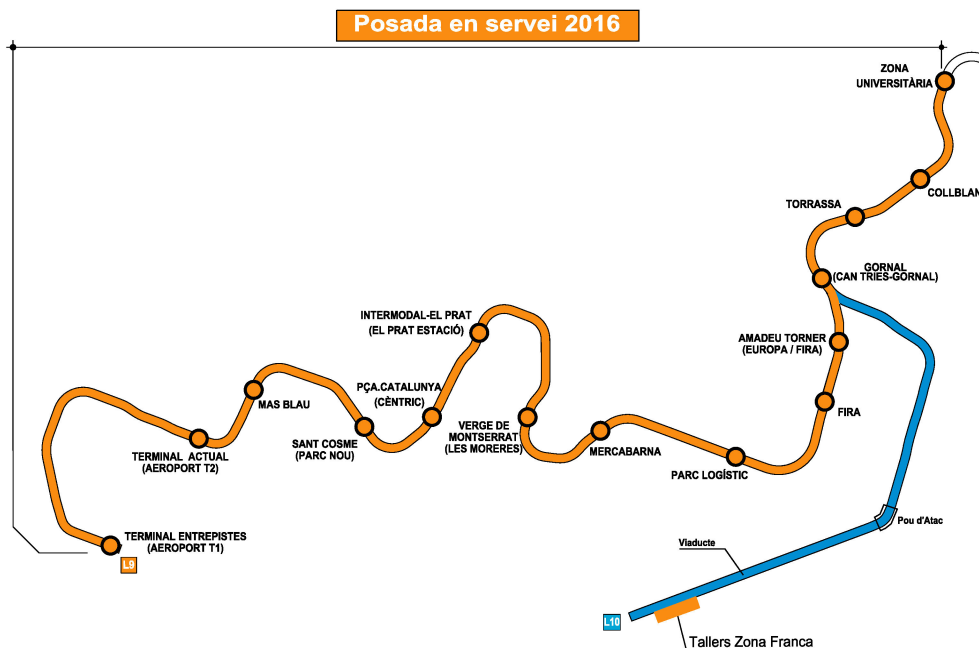 Posada en servei 2016
ZONA
UNIVERSITÀRIA
COLLBLANC
TORRASSA
GORNAL
(CAN TRIES-GORNAL)
INTERMODAL-EL PRAT
(EL PRAT ESTACIÓ)
AMADEU TORNER
(EUROPA / FIRA)
PÇA.CATALUNYA
(CÈNTRIC)
MAS BLAU
FIRA
VERGE DE
MONTSERRAT
(LES MORERES)
SANT COSME
(PARC NOU)
MERCABARNA
TERMINAL ACTUAL
(AEROPORT T2)
PARC LOGÍSTIC
Pou d'Atac
TERMINAL ENTREPISTES
(AEROPORT T1)
L9
Viaducte
L10
Tallers Zona Franca